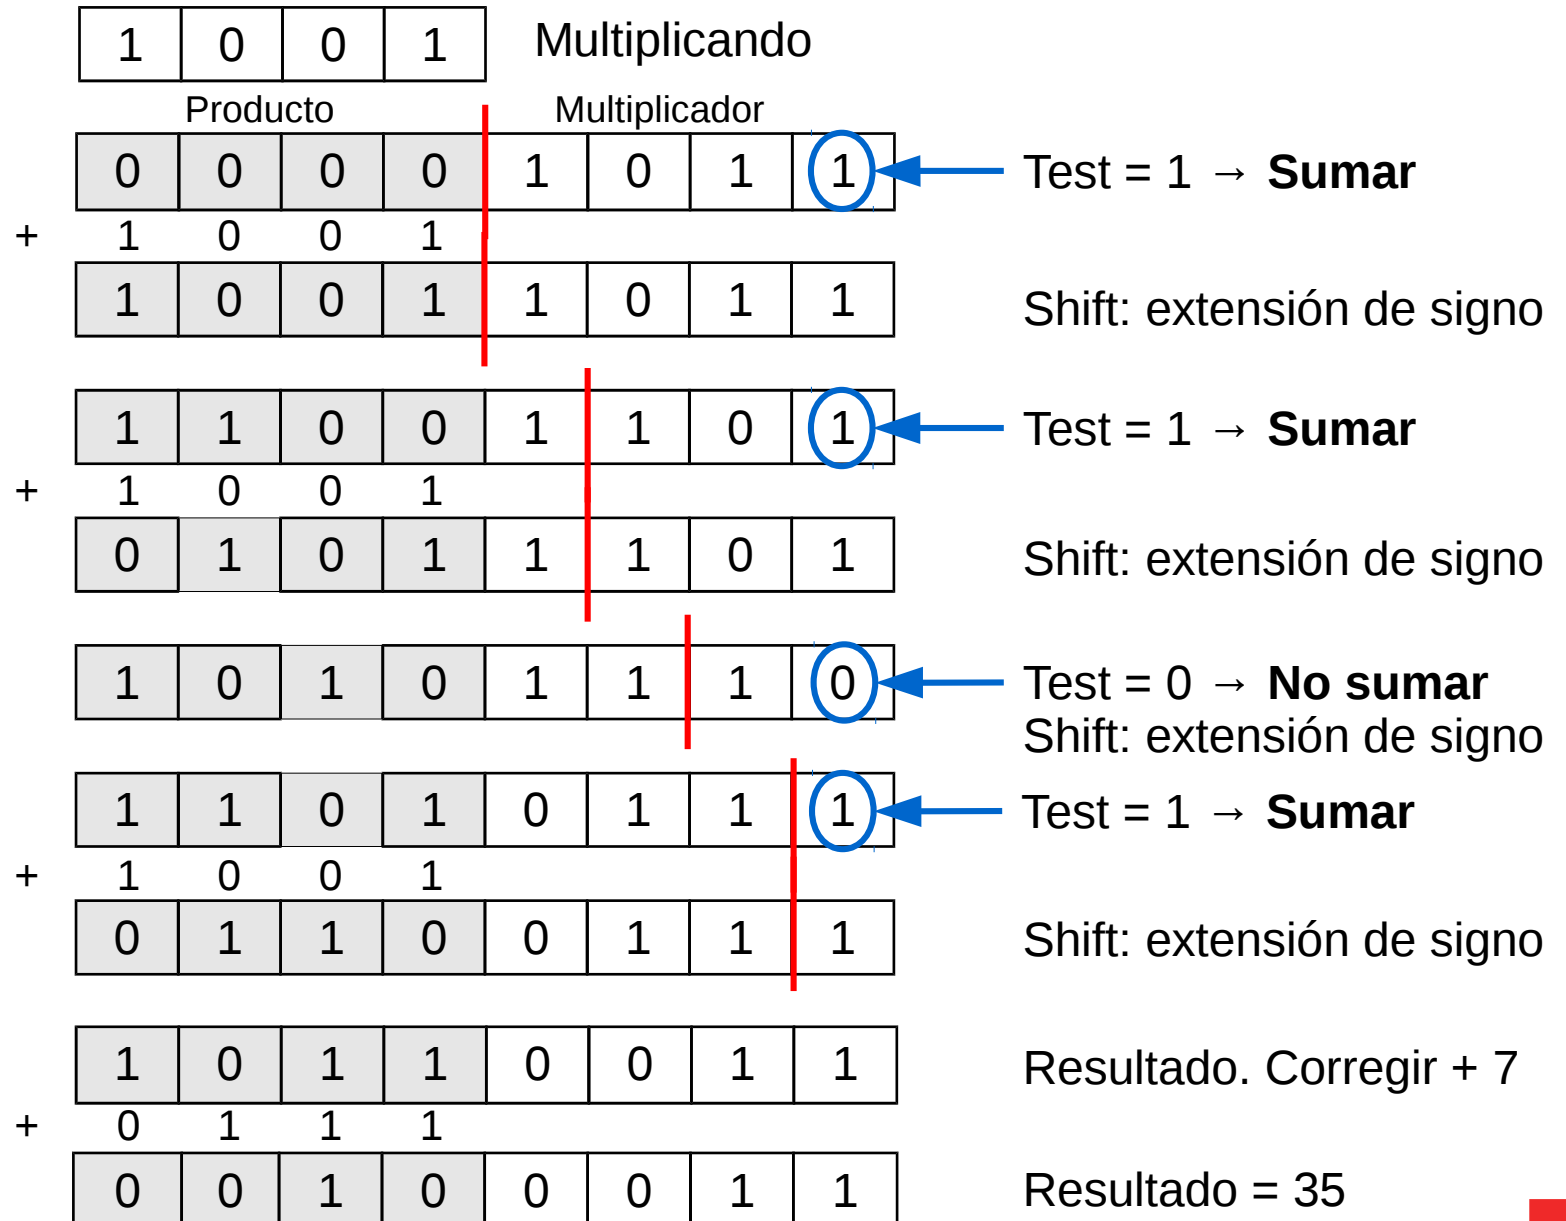 1 0 0 1 Multiplicando
Producto Multiplicador
0 0 0 0 1 0 1 1 Test = 1 → Sumar
+ 1 0 0 1
1 0 0 1 1 0 1 1 Shift: extensión de signo
1 1 0 0 1 1 0 1 Test = 1 → Sumar
+ 1 0 0 1
0 1 0 1 1 1 0 1 Shift: extensión de signo
1 0 1 0 1 1 1 0 Test = 0 → No sumar
Shift: extensión de signo
1 1 0 1 0 1 1 1 Test = 1 → Sumar
+ 1 0 0 1
0 1 1 0 0 1 1 1 Shift: extensión de signo
1 0 1 1 0 0 1 1 Resultado. Corregir + 7
+ 0 1 1 1
0 0 1 0 0 0 1 1 Resultado = 35